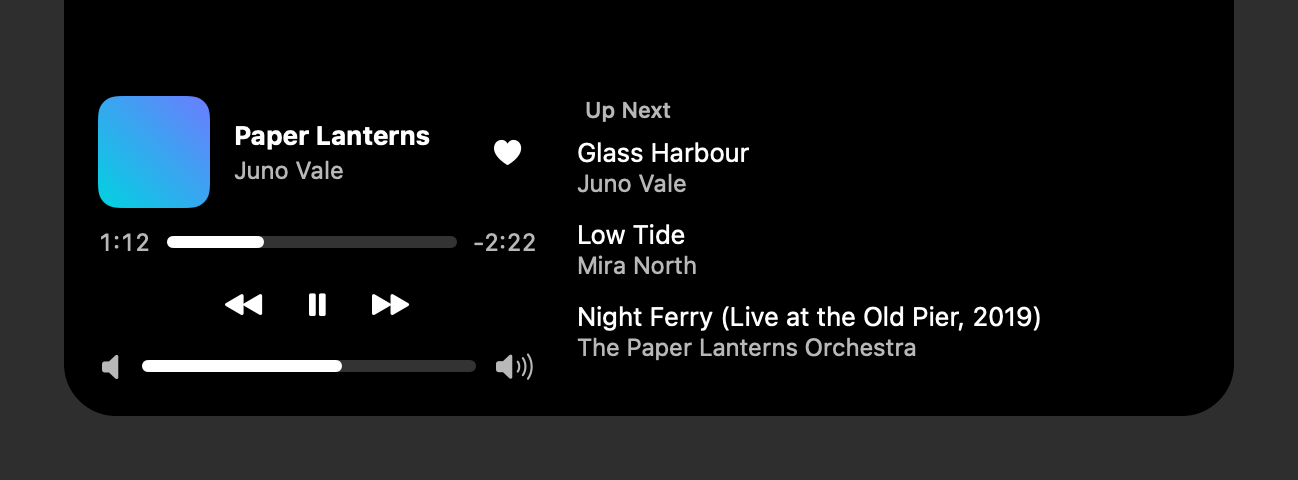 Paper Lanterns
Juno Vale
1:12
-2:22
Up Next
Glass Harbour
Juno Vale
Low Tide
Mira North
Night Ferry (Live at the Old Pier, 2019)
The Paper Lanterns Orchestra